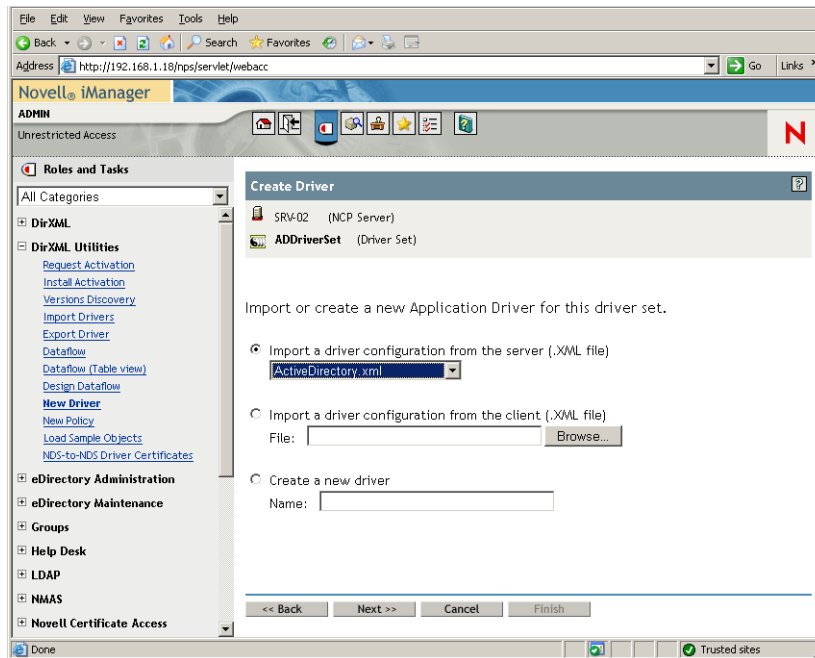 File Edit View Favorites Tools Help
Back Search Favorites
Address http://192.168.1.18/nps/servlet/webacc Go Links »
Novell® iManager
ADMIN
Unrestricted Access
N
Roles and Tasks
All Categories
DirXML
DirXML Utilities
Request Activation
Install Activation
Versions Discovery
Import Drivers
Export Driver
Dataflow
Dataflow (Table view)
Design Dataflow
New Driver
New Policy
Load Sample Objects
NDS-to-NDS Driver Certificates
eDirectory Administration
eDirectory Maintenance
Groups
Help Desk
LDAP
NMAS
Novell Certificate Access
Create Driver ?
SRV-02 (NCP Server)
ADDriverSet (Driver Set)
Import or create a new Application Driver for this driver set.
Import a driver configuration from the server (.XML file)
ActiveDirectory.xml
Import a driver configuration from the client (.XML file)
File: Browse...
Create a new driver
Name:
<< Back Next >> Cancel Finish
Done Trusted sites